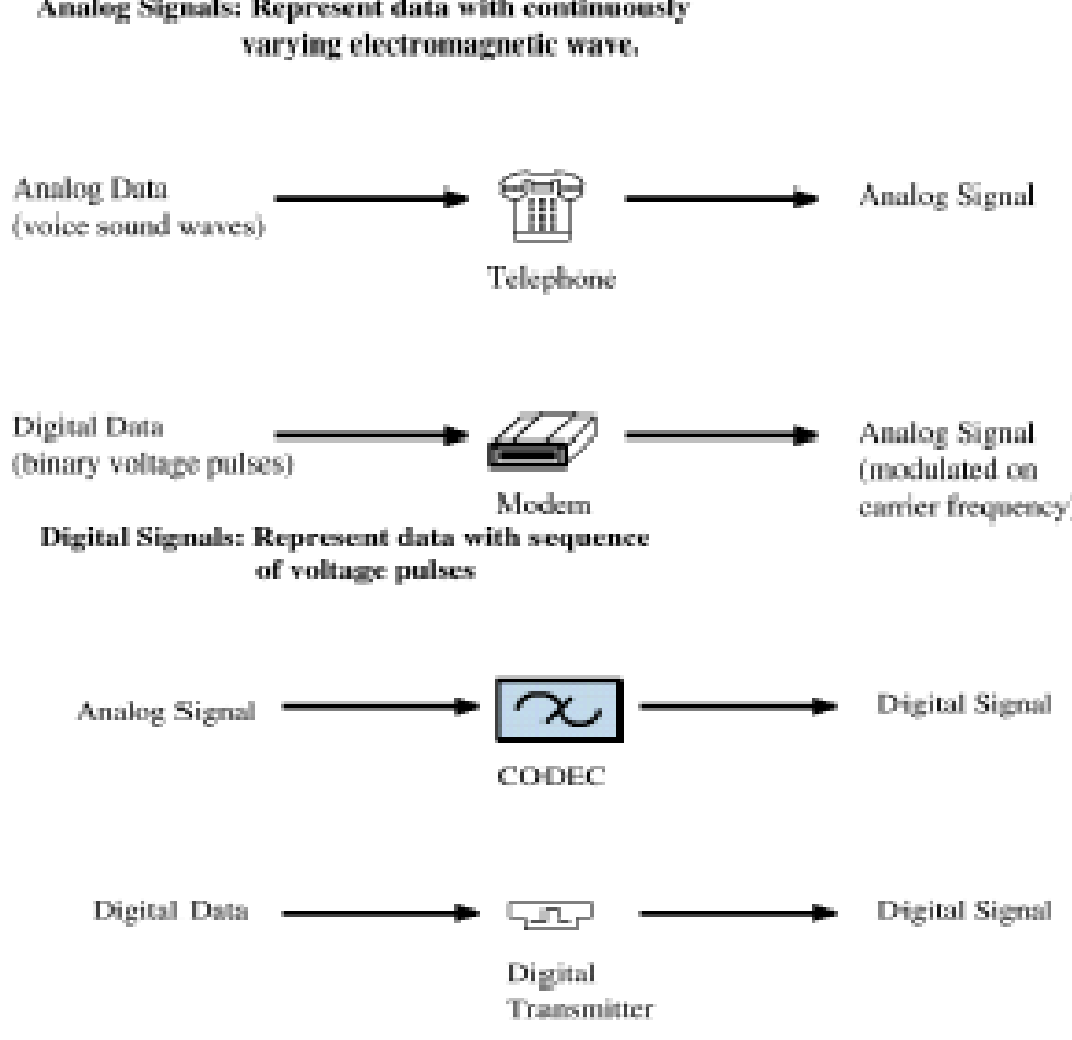 Analog Signals: Represent data with continuously
varying electromagnetic wave.
Analog Data
(voice sound waves)
Telephone
Analog Signal
Digital Data
(binary voltage pulses)
Modem
Analog Signal
(modulated on
carrier frequency)
Digital Signals: Represent data with sequence
of voltage pulses
Analog Signal
CODEC
Digital Signal
Digital Data
Digital
Transmitter
Digital Signal